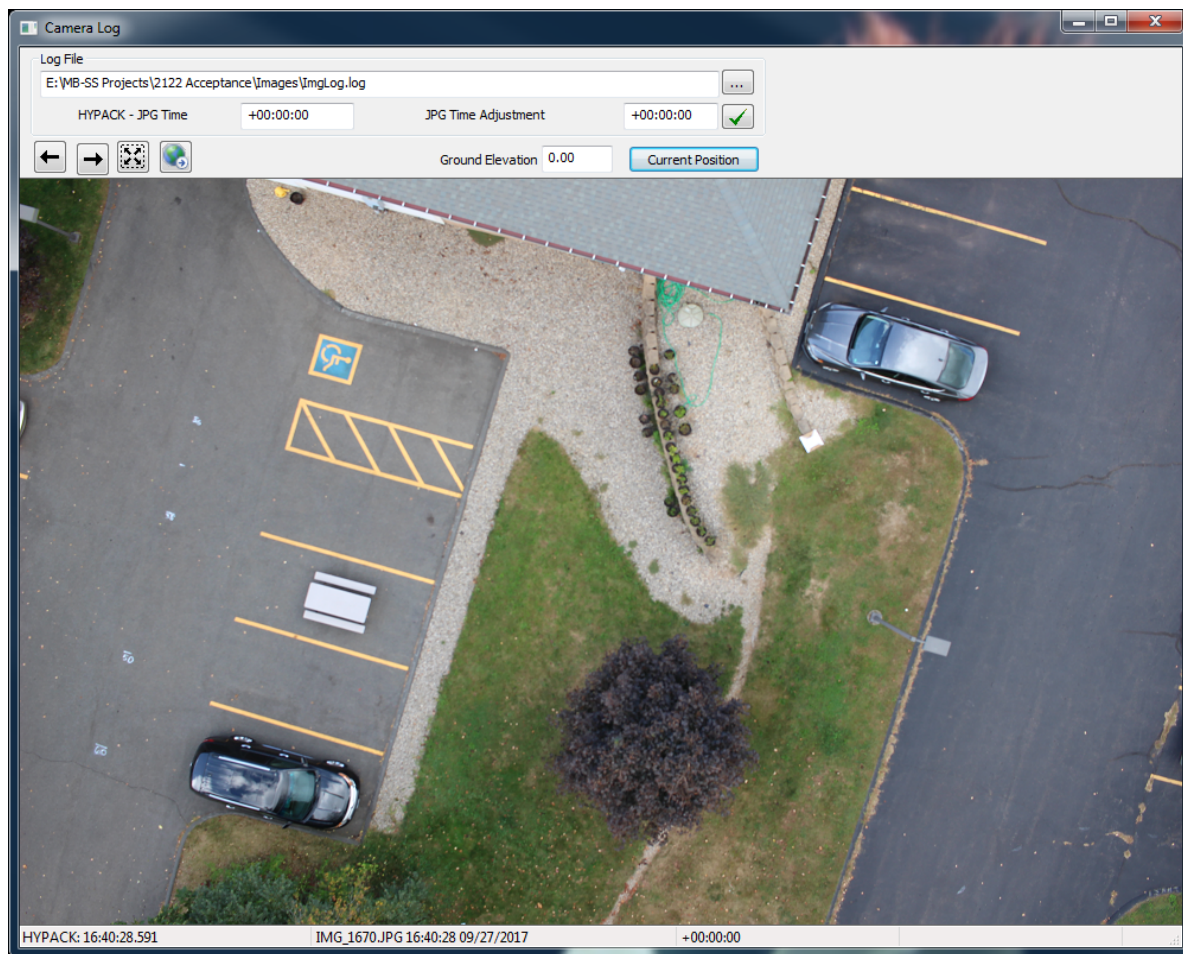 Camera Log
Log File
E:\MB-SS Projects\2122 Acceptance\Images\ImgLog.log
...
HYPACK - JPG Time +00:00:00 JPG Time Adjustment +00:00:00
Ground Elevation 0.00 Current Position
HYPACK: 16:40:28.591 IMG_1670.JPG 16:40:28 09/27/2017 +00:00:00